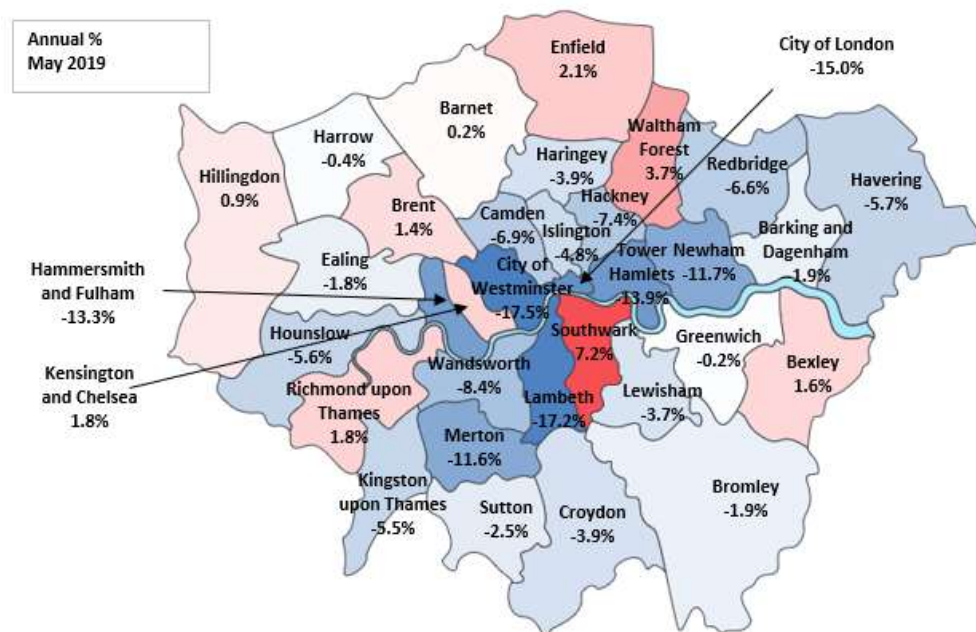 Annual %
May 2019
Enfield
2.1%
City of London
-15.0%
Barnet
0.2%
Harrow
-0.4%
Waltham
Forest
3.7%
Haringey
-3.9%
Redbridge
-6.6%
Hillingdon
0.9%
Havering
-5.7%
Brent
1.4%
Hackney
-7.4%
Camden
-6.9%
Islington
-4.8%
Barking and
Dagenham
-1.9%
Tower
Hamlets
-13.9%
Newham
-11.7%
Ealing
-1.8%
City of
Westminster
-17.5%
Hammersmith
and Fulham
-13.3%
Hounslow
-5.6%
Southwark
7.2%
Greenwich
-0.2%
Kensington
and Chelsea
1.8%
Wandsworth
-8.4%
Bexley
1.6%
Richmond upon
Thames
1.8%
Lambeth
-17.2%
Lewisham
-3.7%
Merton
-11.6%
Kingston
upon Thames
-5.5%
Sutton
-2.5%
Croydon
-3.9%
Bromley
-1.9%